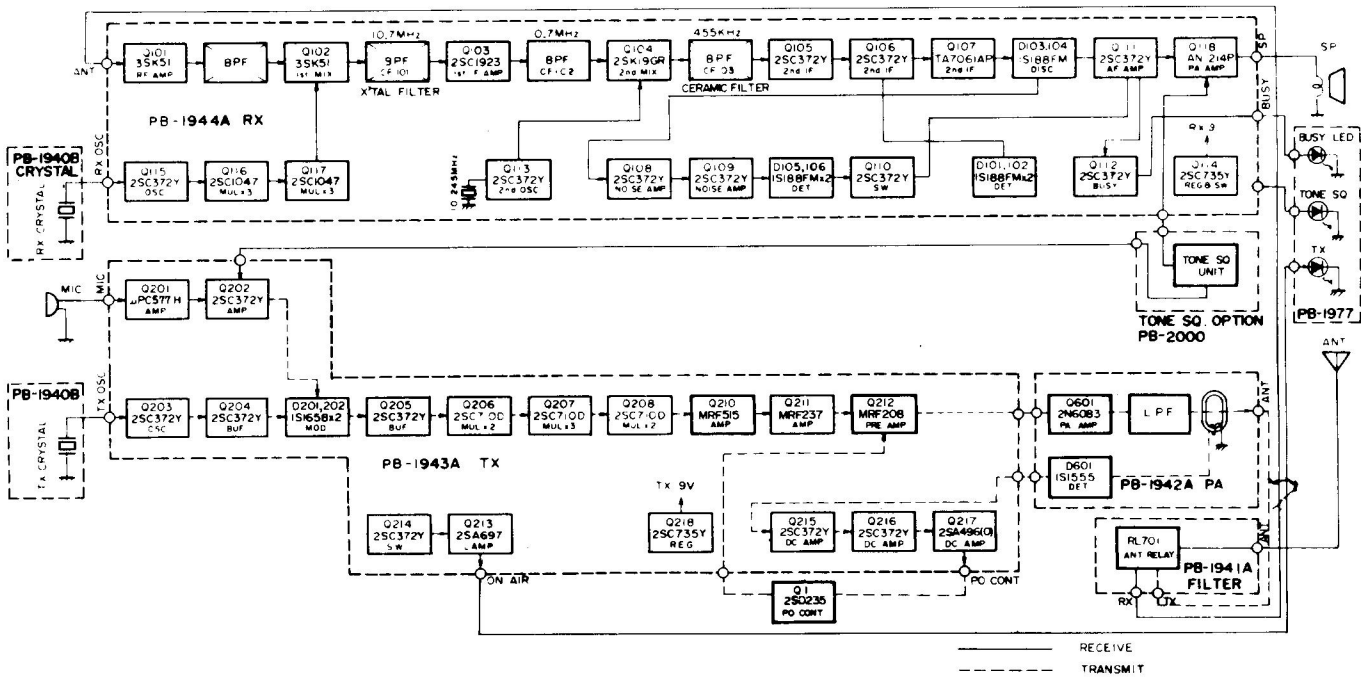 10.7MHz
0.7MHz
455KHz
ANT
Q101
3SK51
RF AMP
BPF
Q102
3SK51
1st MIX
9PF
CF101
X'TAL FILTER
Q103
2SC1923
1st IF AMP
BPF
CF1C2
Q104
2SK19GR
2nd MIX
8PF
CF103
CERAMIC FILTER
Q105
2SC372Y
2nd IF
Q106
2SC372Y
2nd IF
Q107
TA7061AP
2nd IF
D103,104
1S188FM
DISC
Q111
2SC372Y
AF AMP
Q118
AN 214P
PA AMP
SP
SP
PB-1944A RX
BUSY
PB-1940B
CRYSTAL
RX CRYSTAL
RX OSC
Q115
2SC372Y
OSC
Q116
2SC1047
MUL x 3
Q117
2SC1047
MUL x 3
10.245MHz
Q113
2SC372Y
2nd OSC
Q108
2SC372Y
NOISE AMP
Q109
2SC372Y
NOISE AMP
D105,106
1S188FMx2
DET
Q110
2SC372Y
SW
D101,102
1S188FMx2
DET
Q112
2SC372Y
BUSY
Rx 9
Q114
2SC735Y
REG8 SW
BUSY LED
TONE SQ
TX
PB-1977
TONE SQ
UNIT
TONE SQ. OPTION
PB-2000
MIC
MIC
Q201
μPC577H
AMP
Q202
2SC372Y
AMP
PB-1940B
TX CRYSTAL
TX OSC
Q203
2SC372Y
OSC
Q204
2SC372Y
BUF
D201,202
1S1658x2
MOD
Q205
2SC372Y
BUF
Q206
2SC710D
MUL x 2
Q207
2SC710D
MUL x 3
Q208
2SC710D
MUL x 2
Q210
MRF515
AMP
Q211
MRF237
AMP
Q212
MRF208
PRE AMP
Q601
2N6083
PA AMP
LPF
ANT
ANT
D601
1S1555
DET
PB-1942A PA
PB-1943A TX
Q214
2SC372Y
SW
Q213
2SA697
L AMP
ON AIR
TX 9V
Q218
2SC735Y
REG
Q215
2SC372Y
DC AMP
Q216
2SC372Y
DC AMP
Q217
2SA496(O)
DC AMP
PO CONT
Q1
2SD235
PO CONT
RL701
ANT RELAY
ANT
PB-1941A
FILTER
RX
TX
RECEIVE
TRANSMIT